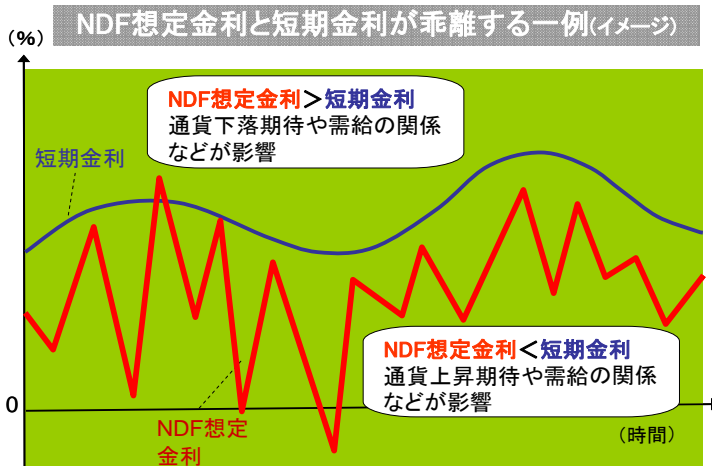 NDF想定金利と短期金利が乖離する一例(イメージ)
(%)
NDF想定金利>短期金利
通貨下落期待や需給の関係
などが影響
短期金利
NDF想定金利<短期金利
通貨上昇期待や需給の関係
などが影響
0
NDF想定
金利
(時間)